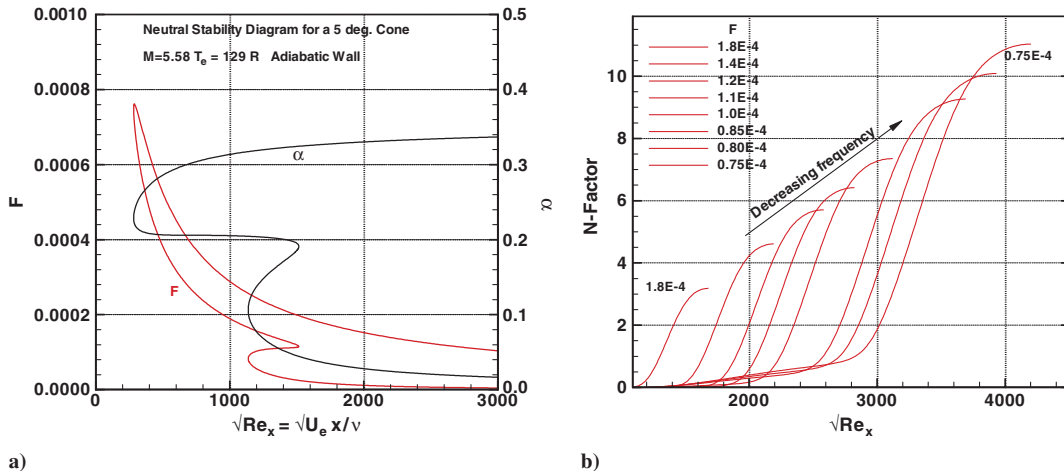 Neutral Stability Diagram for a 5 deg. Cone
M=5.58 T_e = 129 R Adiabatic Wall
0.0010
0.0008
0.0006
0.0004
0.0002
0.0000
F
0.5
0.4
0.3
0.2
0.1
0.0
α
α
F
0
1000
2000
3000
√Re_x = √U_e x/ν
a)
F
1.8E-4
1.4E-4
1.2E-4
1.1E-4
1.0E-4
0.85E-4
0.80E-4
0.75E-4
0.75E-4
Decreasing frequency
1.8E-4
10
8
6
4
2
0
N-Factor
2000
3000
4000
√Re_x
b)